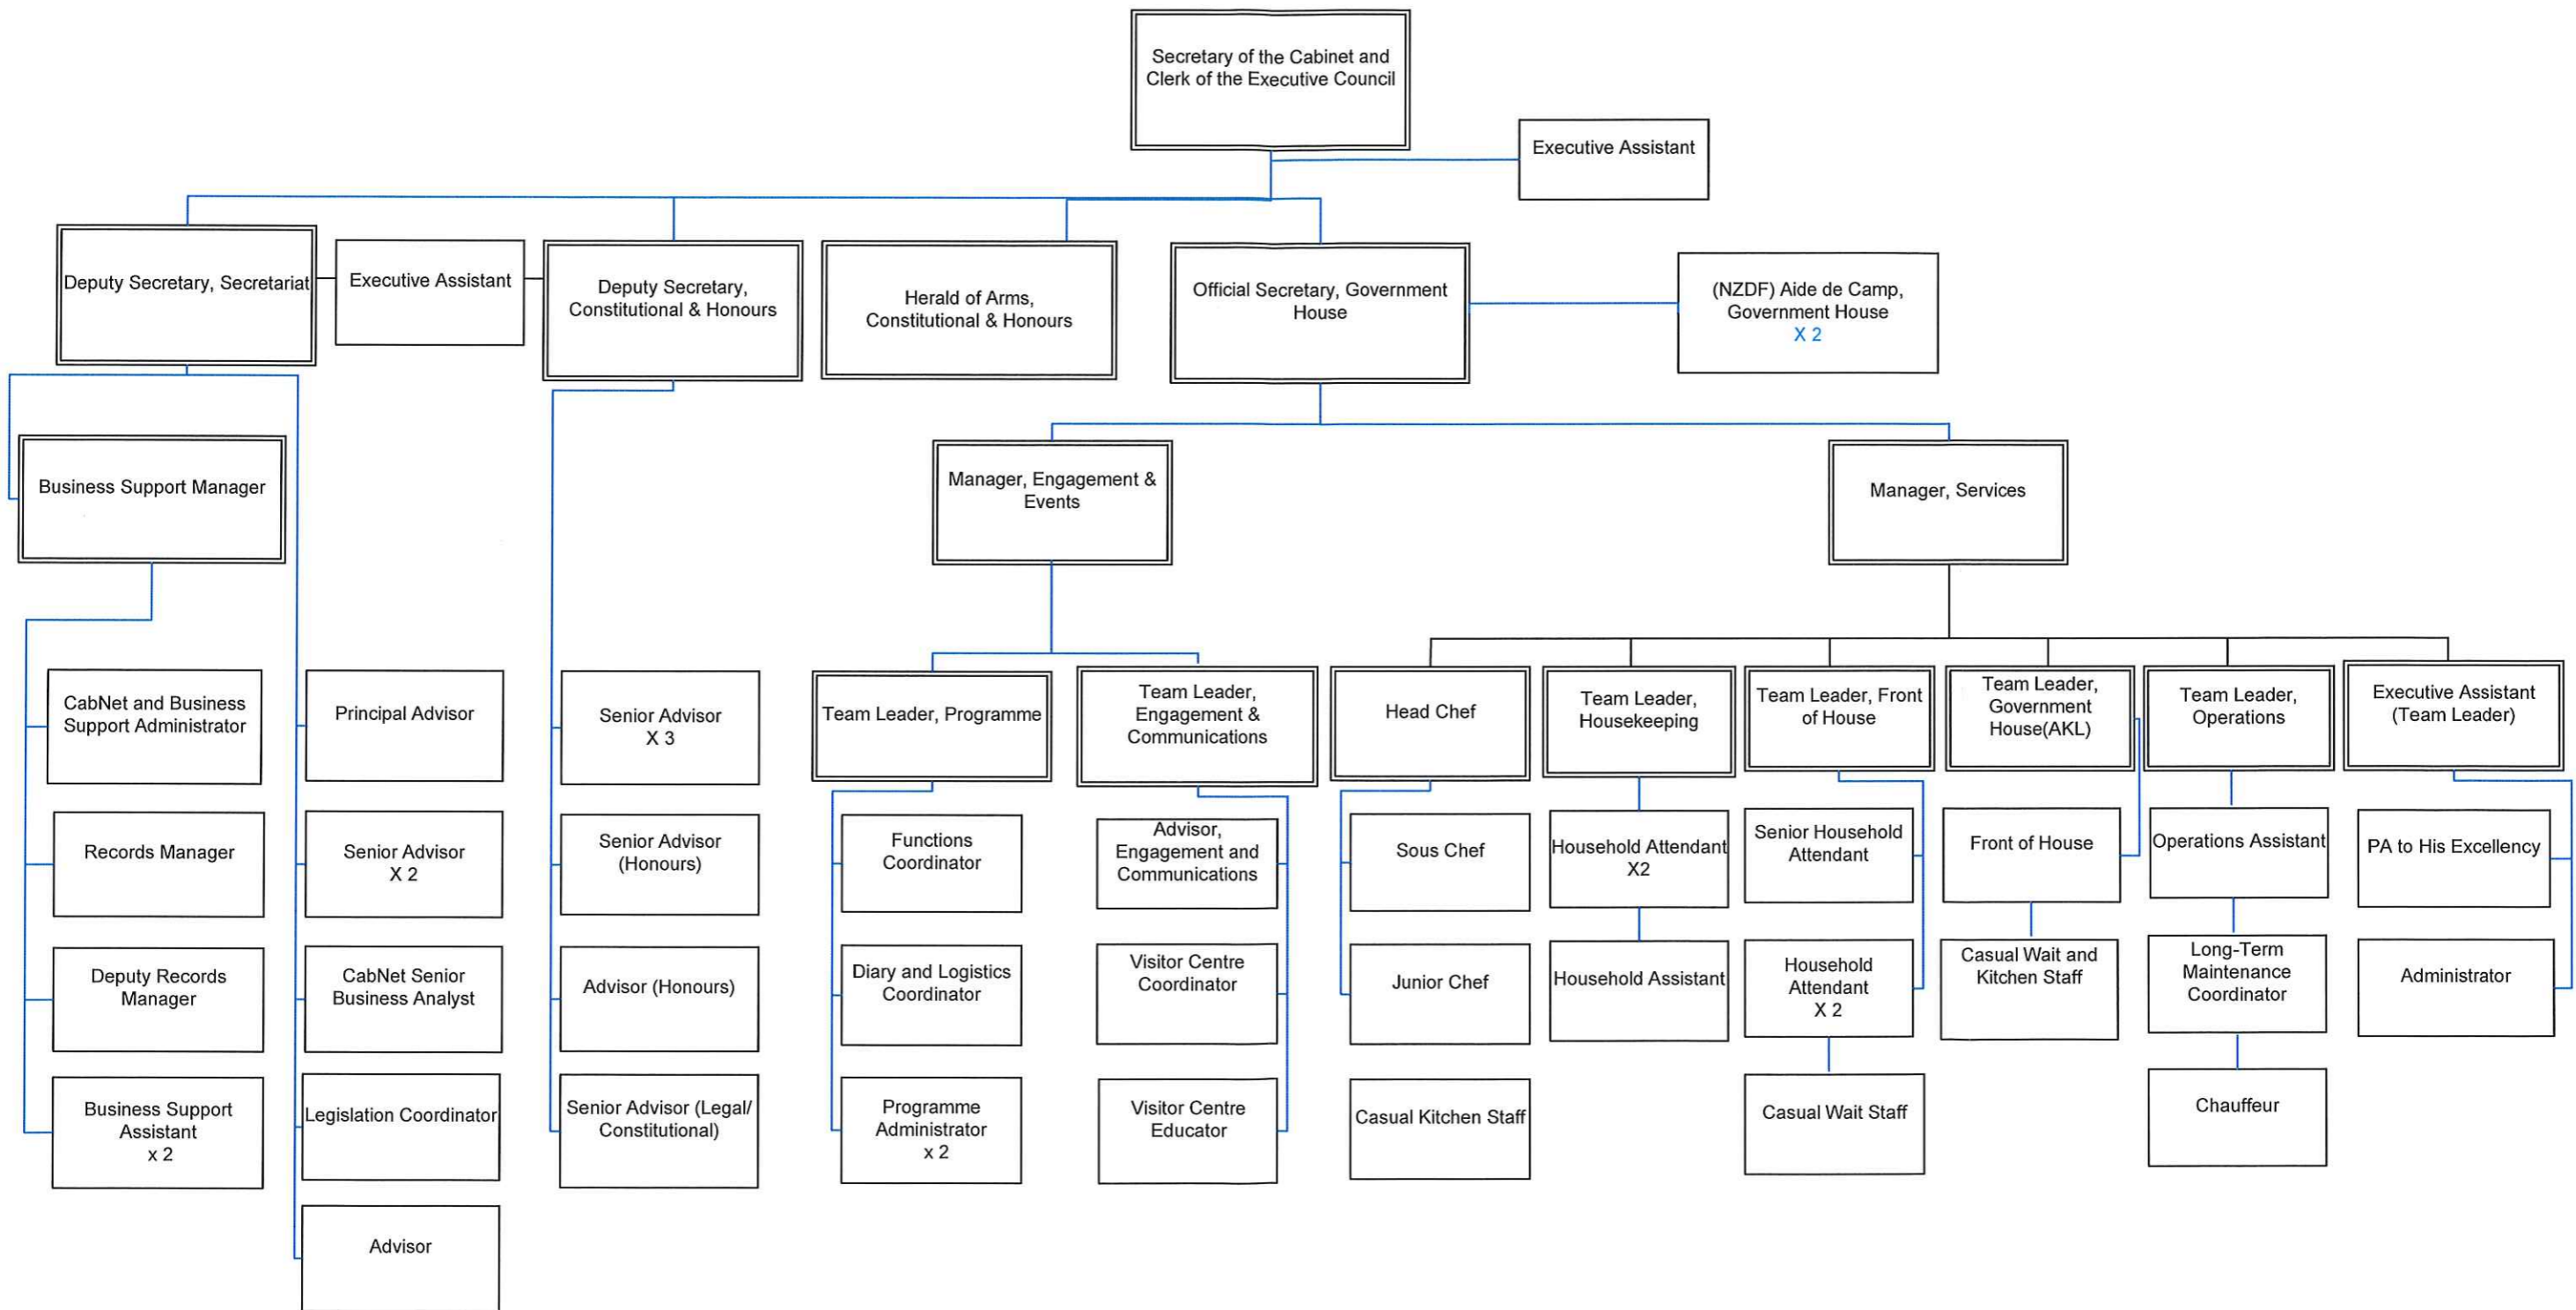 Secretary of the Cabinet and
Clerk of the Executive Council
Executive Assistant
Deputy Secretary, Secretariat
Executive Assistant
Deputy Secretary,
Constitutional & Honours
Herald of Arms,
Constitutional & Honours
Official Secretary, Government
House
(NZDF) Aide de Camp,
Government House
X 2
Business Support Manager
Manager, Engagement &
Events
Manager, Services
CabNet and Business
Support Administrator
Principal Advisor
Senior Advisor
X 3
Team Leader, Programme
Team Leader,
Engagement &
Communications
Head Chef
Team Leader,
Housekeeping
Team Leader, Front
of House
Team Leader,
Government
House(AKL)
Team Leader,
Operations
Executive Assistant
(Team Leader)
Records Manager
Senior Advisor
X 2
Senior Advisor
(Honours)
Functions
Coordinator
Advisor,
Engagement and
Communications
Sous Chef
Household Attendant
X2
Senior Household
Attendant
Front of House
Operations Assistant
PA to His Excellency
Deputy Records
Manager
CabNet Senior
Business Analyst
Advisor (Honours)
Diary and Logistics
Coordinator
Visitor Centre
Coordinator
Junior Chef
Household Assistant
Household
Attendant
X 2
Casual Wait and
Kitchen Staff
Long-Term
Maintenance
Coordinator
Administrator
Business Support
Assistant
x 2
Legislation Coordinator
Senior Advisor (Legal/
Constitutional)
Programme
Administrator
x 2
Visitor Centre
Educator
Casual Kitchen Staff
Casual Wait Staff
Chauffeur
Advisor